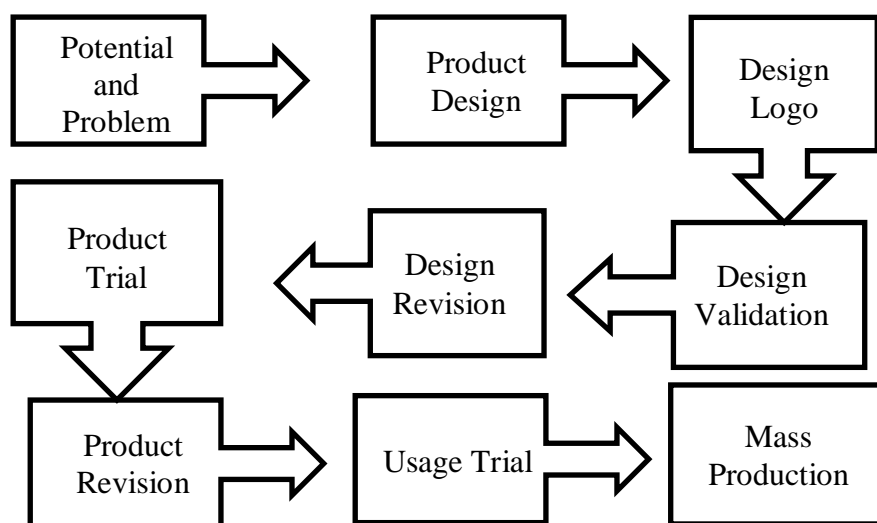 Potential
and
Problem
Product
Design
Design
Logo
Product
Trial
Design
Revision
Design
Validation
Product
Revision
Usage Trial
Mass
Production